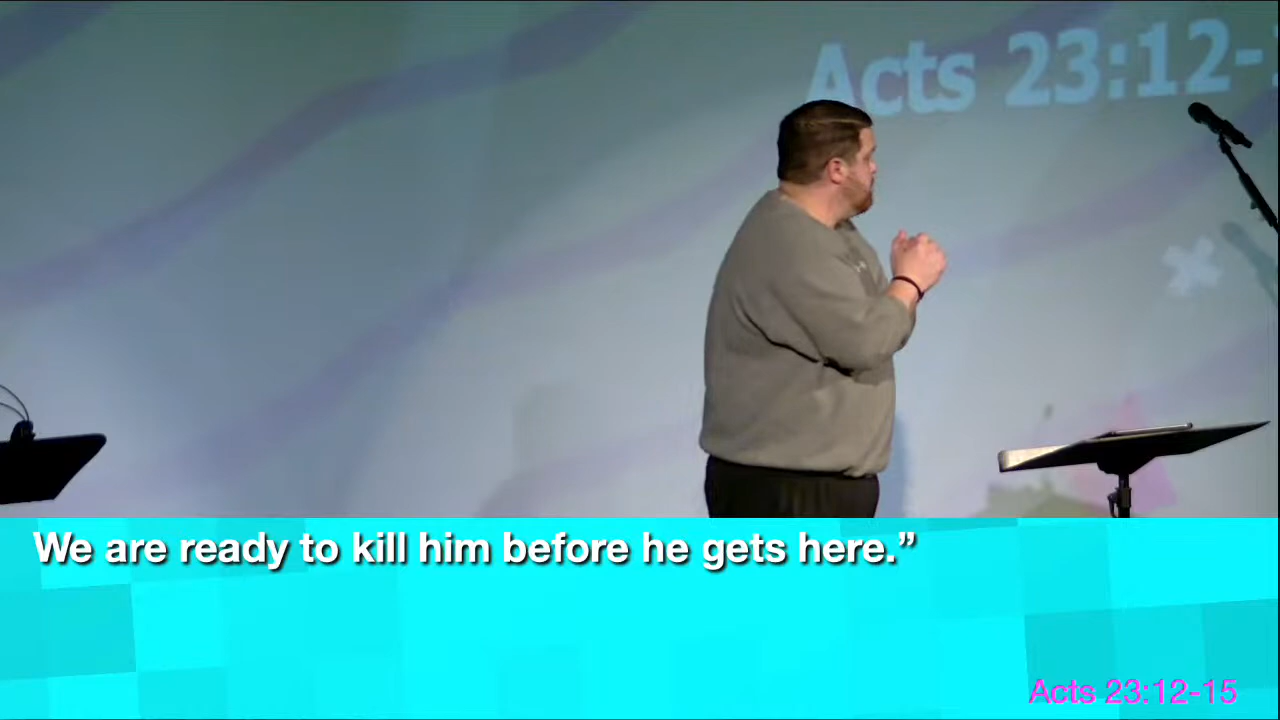 Acts 23:12-
We are ready to kill him before he gets here.”
Acts 23:12-15